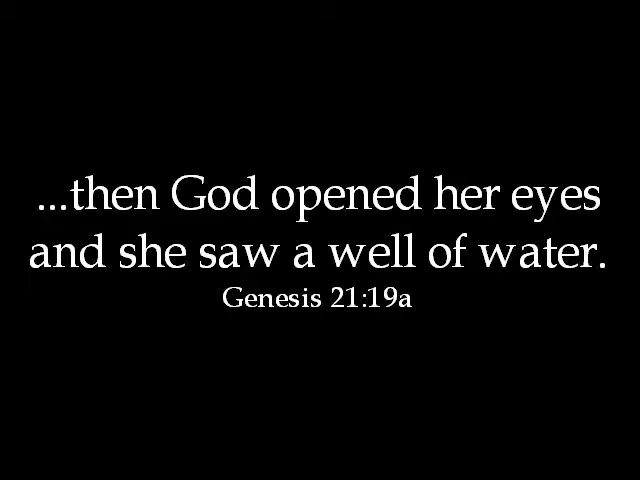 ...then God opened her eyes
and she saw a well of water.
Genesis 21:19a